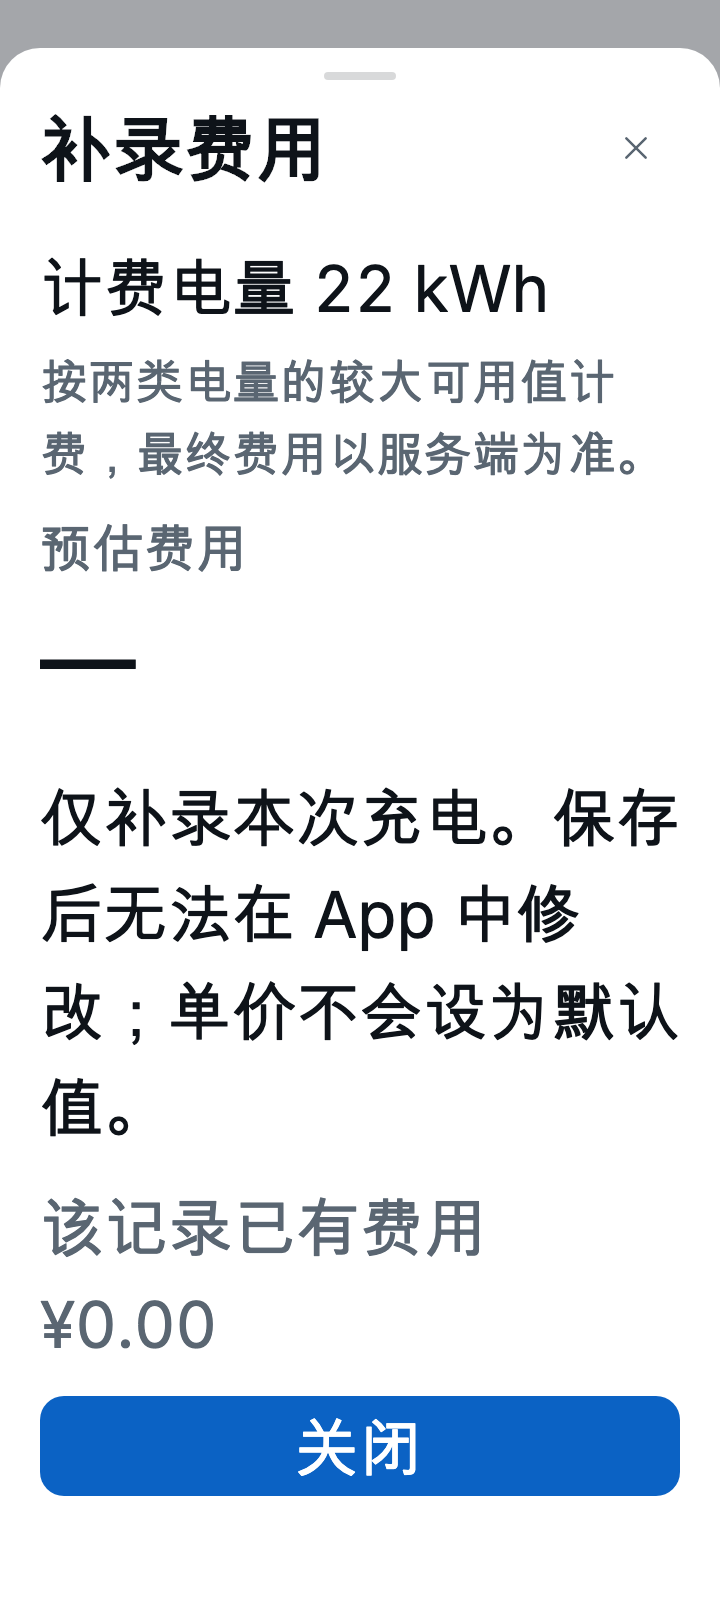 补录费用
计费电量 22 kWh
按两类电量的较大可用值计
费，最终费用以服务端为准。
预估费用
—
仅补录本次充电。保存
后无法在 App 中修
改；单价不会设为默认
值。
该记录已有费用
¥0.00
关闭